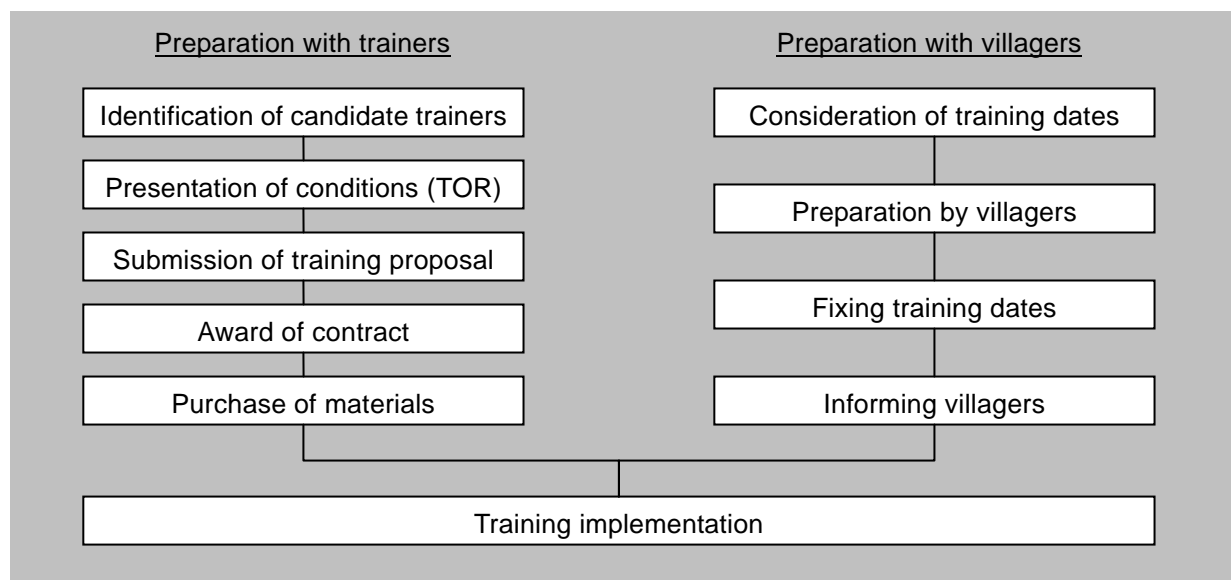 Preparation with trainers
Identification of candidate trainers
Presentation of conditions (TOR)
Submission of training proposal
Award of contract
Purchase of materials
Preparation with villagers
Consideration of training dates
Preparation by villagers
Fixing training dates
Informing villagers
Training implementation